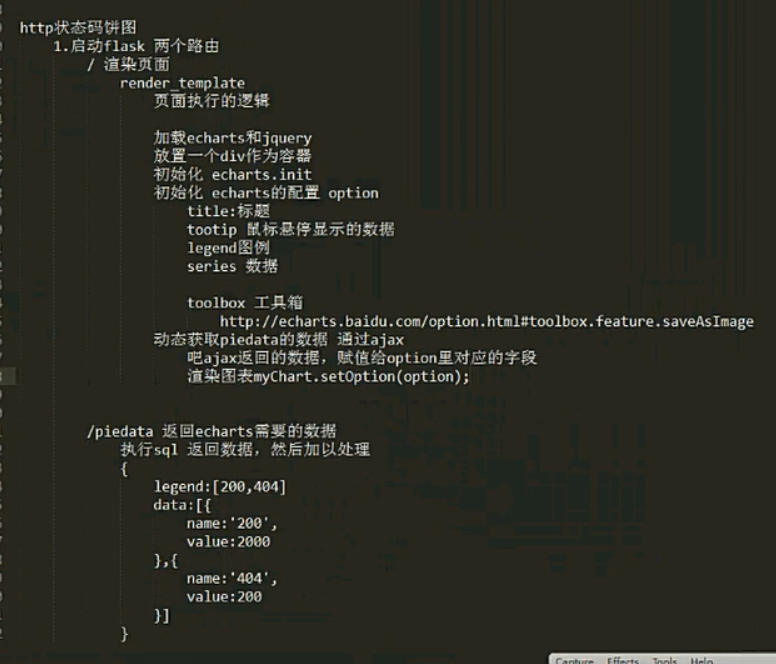 http状态码饼图
1.启动flask 两个路由
/ 渲染页面
render_template
页面执行的逻辑
加载echarts和jquery
放置一个div作为容器
初始化 echarts.init
初始化 echarts的配置 option
title:标题
tootip 鼠标悬停显示的数据
legend图例
series 数据
toolbox 工具箱
http://echarts.baidu.com/option.html#toolbox.feature.saveAsImage
动态获取piedata的数据 通过ajax
吧ajax返回的数据，赋值给option里对应的字段
渲染图表myChart.setOption(option);
/piedata 返回echarts需要的数据
执行sql 返回数据，然后加以处理
{
legend:[200,404]
data:[{
name:'200',
value:2000
},{
name:'404',
value:200
}]
}
Capture Effects Tools Help